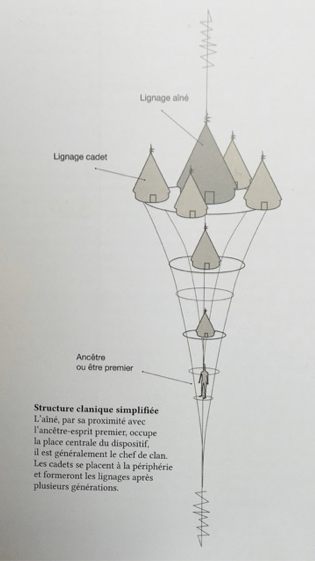 Lignage aîné
Lignage cadet
Ancêtre
ou être premier
Structure clanique simplifiée
L'aîné, par sa proximité avec
l'ancêtre-esprit premier, occupe
la place centrale du dispositif,
il est généralement le chef de clan.
Les cadets se placent à la périphérie
et formeront les lignages après
plusieurs générations.